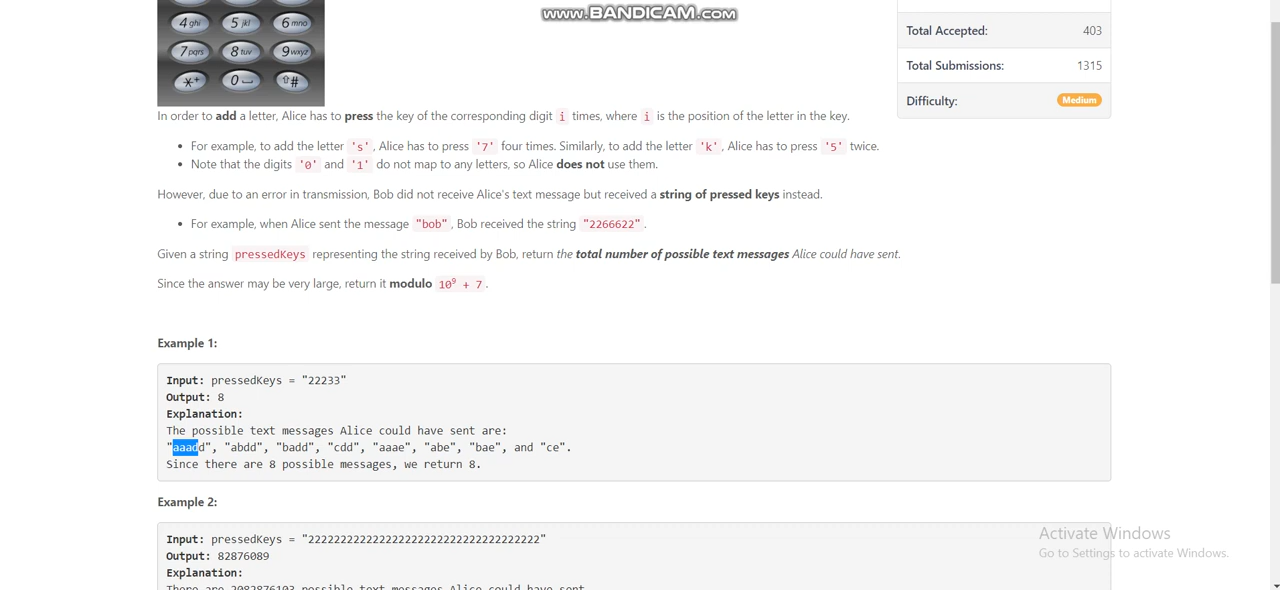 www.BANDICAM.com
4 ghi 5 jkl 6 mno
7 pqrs 8 tuv 9 wxyz
*+ 0 ⇧#
Total Accepted: 403
Total Submissions: 1315
Difficulty: Medium
In order to add a letter, Alice has to press the key of the corresponding digit i times, where i is the position of the letter in the key.
• For example, to add the letter 's', Alice has to press '7' four times. Similarly, to add the letter 'k', Alice has to press '5' twice.
• Note that the digits '0' and '1' do not map to any letters, so Alice does not use them.
However, due to an error in transmission, Bob did not receive Alice's text message but received a string of pressed keys instead.
• For example, when Alice sent the message "bob", Bob received the string "2266622".
Given a string pressedKeys representing the string received by Bob, return the total number of possible text messages Alice could have sent.
Since the answer may be very large, return it modulo 10⁹ + 7.
Example 1:
Input: pressedKeys = "22233"
Output: 8
Explanation:
The possible text messages Alice could have sent are:
"aaadd", "abdd", "badd", "cdd", "aaae", "abe", "bae", and "ce".
Since there are 8 possible messages, we return 8.
Example 2:
Input: pressedKeys = "222222222222222222222222222222222222"
Output: 82876089
Explanation:
There are 2082876103 possible text messages Alice could have sent.
Activate Windows
Go to Settings to activate Windows.